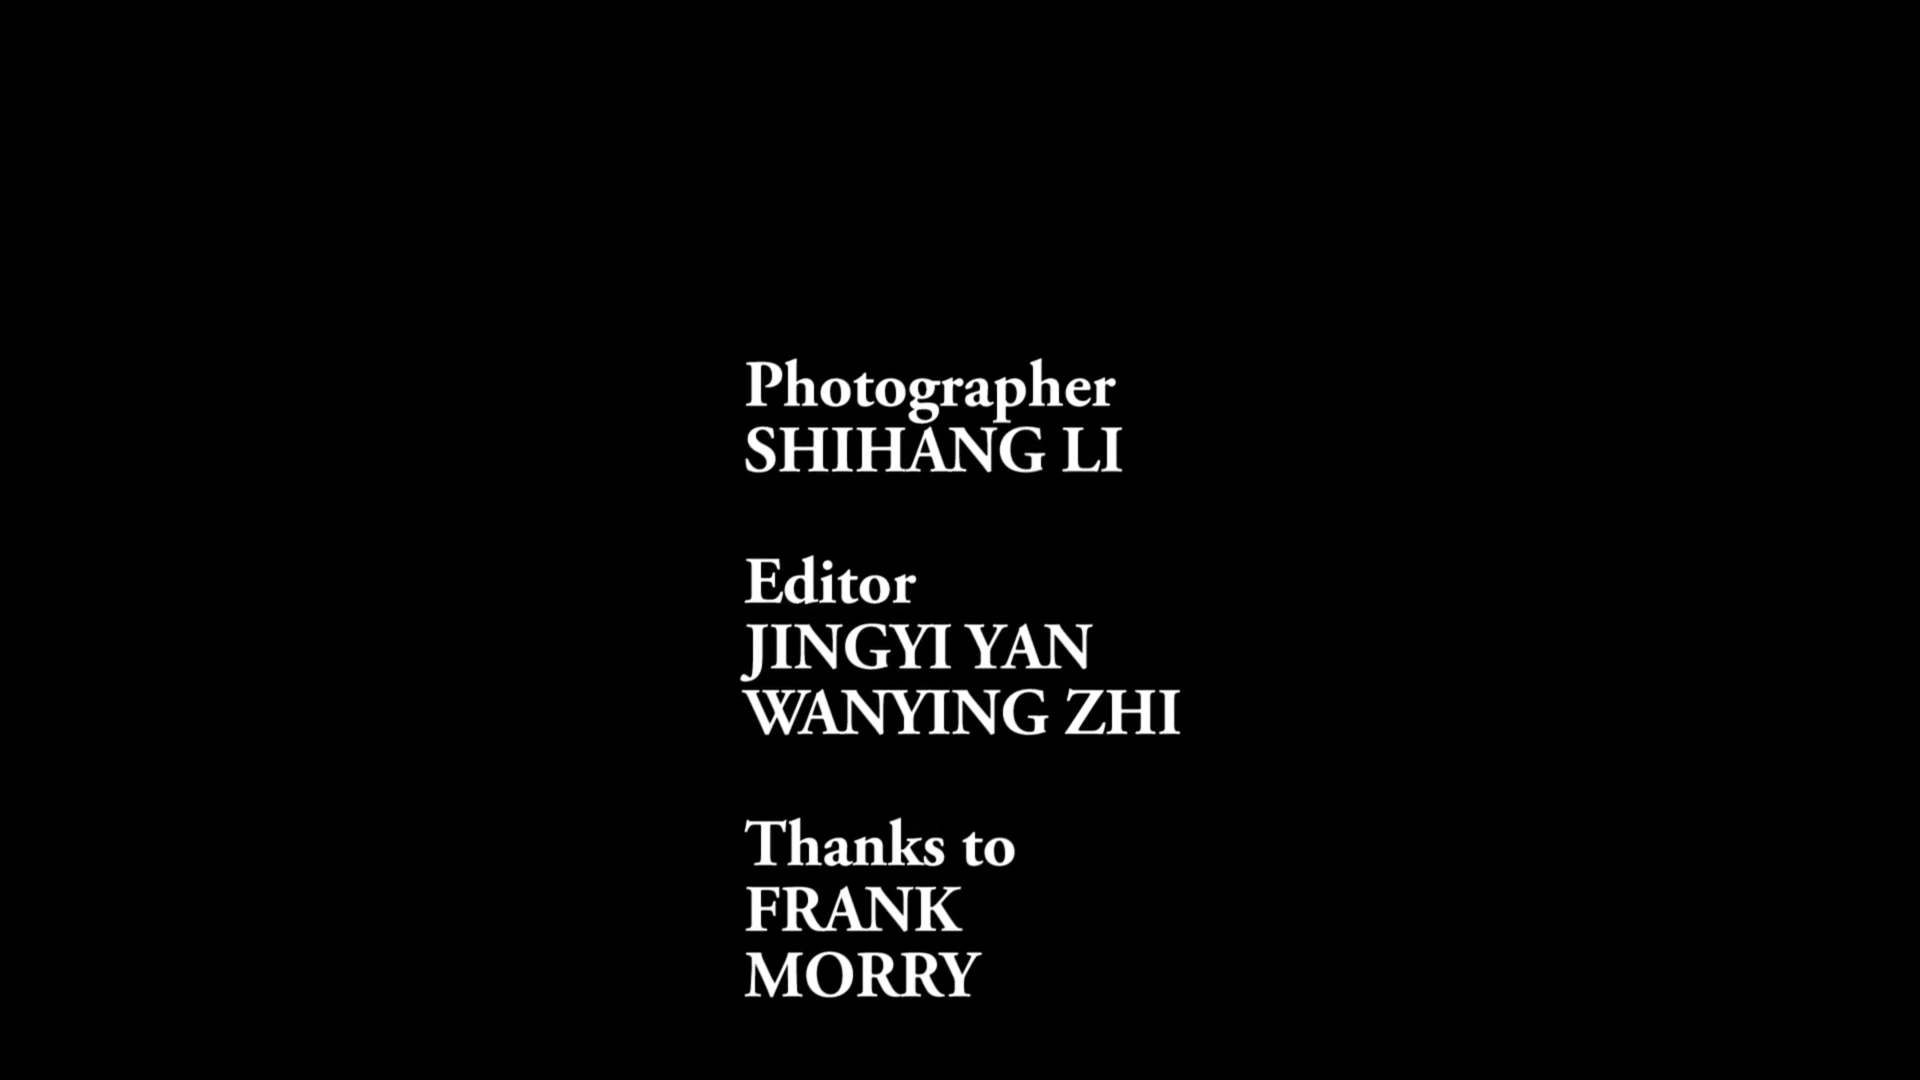 Photographer
SHIHANG LI
Editor
JINGYI YAN
WANYING ZHI
Thanks to
FRANK
MORRY